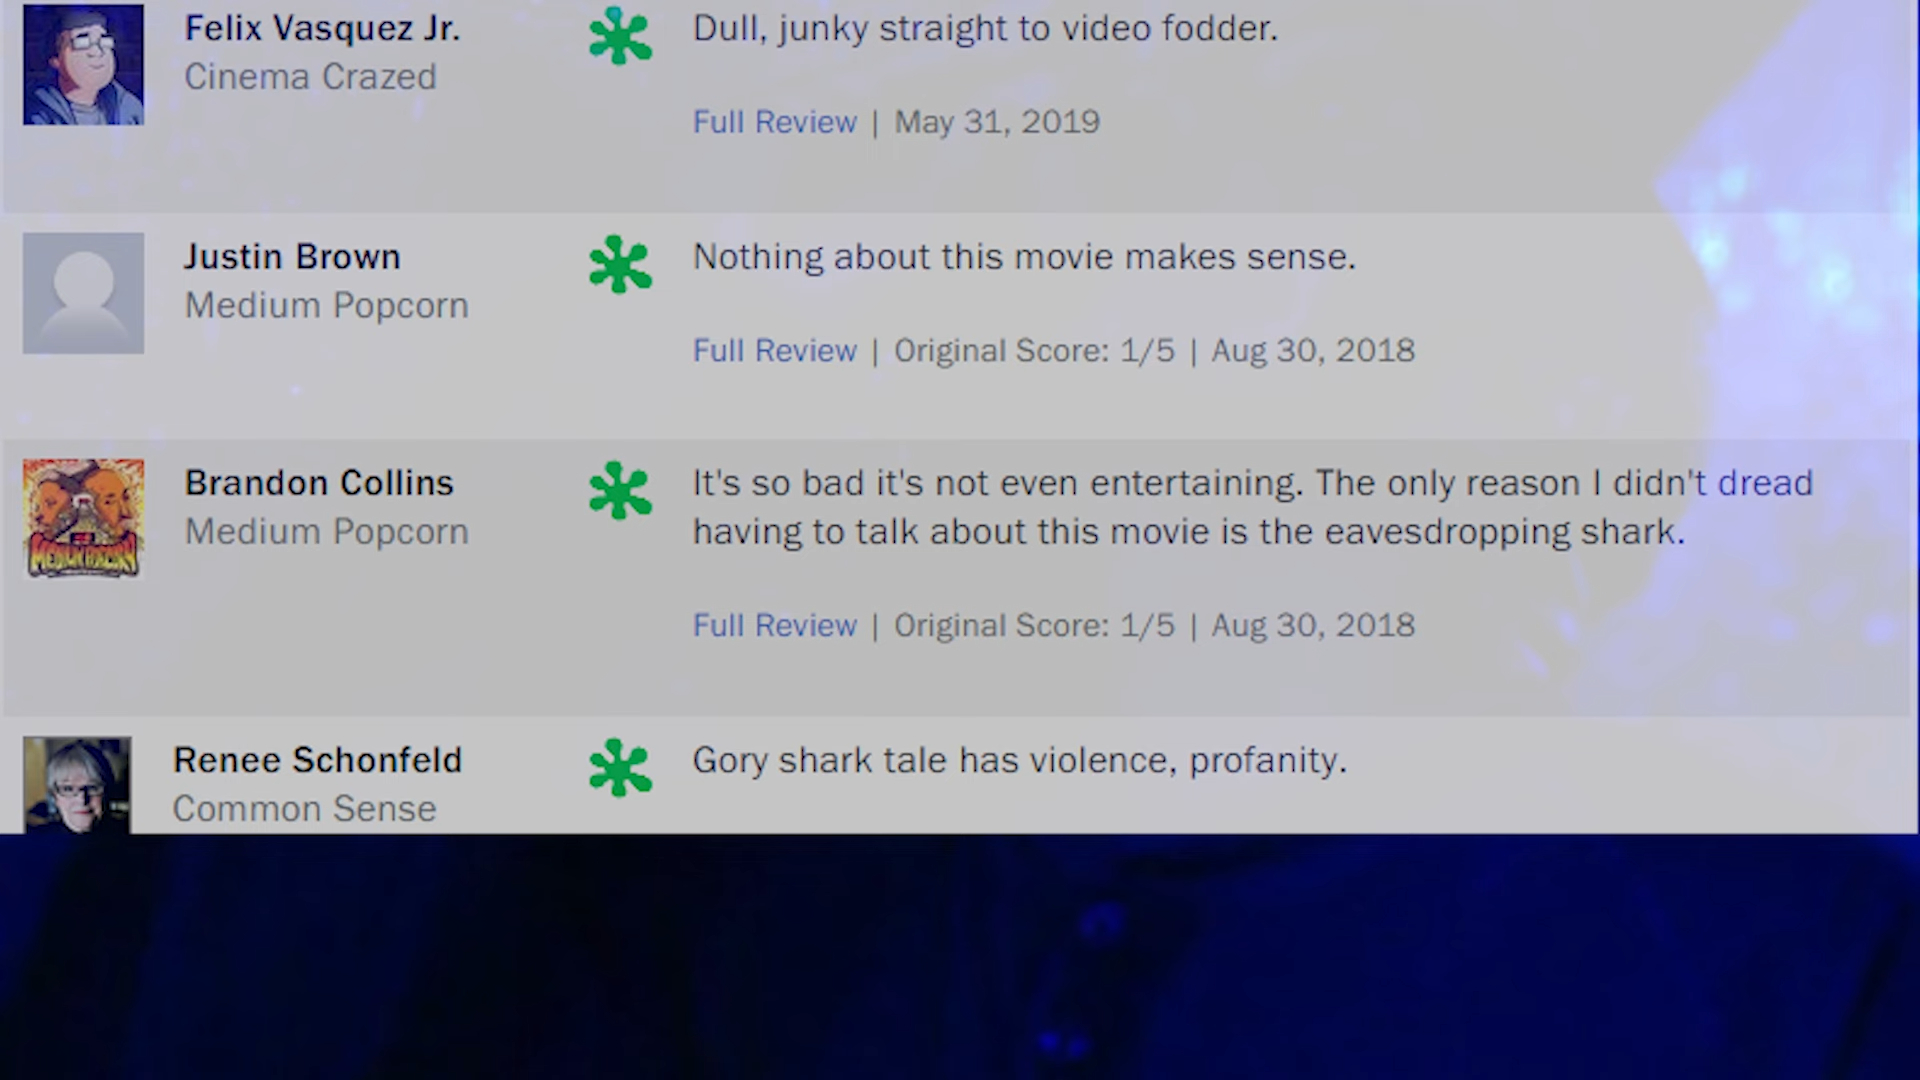 Felix Vasquez Jr.
Cinema Crazed
Dull, junky straight to video fodder.
Full Review | May 31, 2019
Justin Brown
Medium Popcorn
Nothing about this movie makes sense.
Full Review | Original Score: 1/5 | Aug 30, 2018
Brandon Collins
Medium Popcorn
It's so bad it's not even entertaining. The only reason I didn't dread
having to talk about this movie is the eavesdropping shark.
Full Review | Original Score: 1/5 | Aug 30, 2018
MEDIUM POPCORN
Renee Schonfeld
Common Sense
Gory shark tale has violence, profanity.